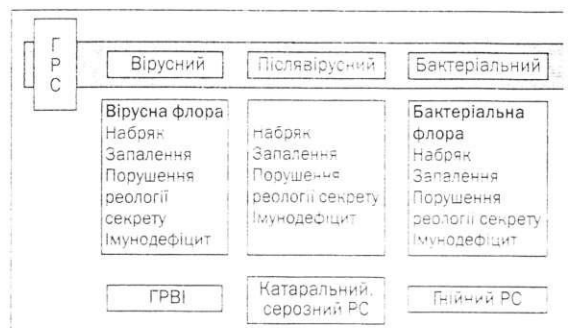 ГРС
Вірусний
Післявірусний
Бактеріальний
Вірусна флора
Набряк
Запалення
Порушення
реології
секрету
Імунодефіцит
Набряк
Запалення
Порушення
реології секрету
Імунодефіцит
Бактеріальна
флора
Набряк
Запалення
Порушення
реології секрету
Імунодефіцит
ГРВІ
Катаральний,
серозний РС
Гнійний РС